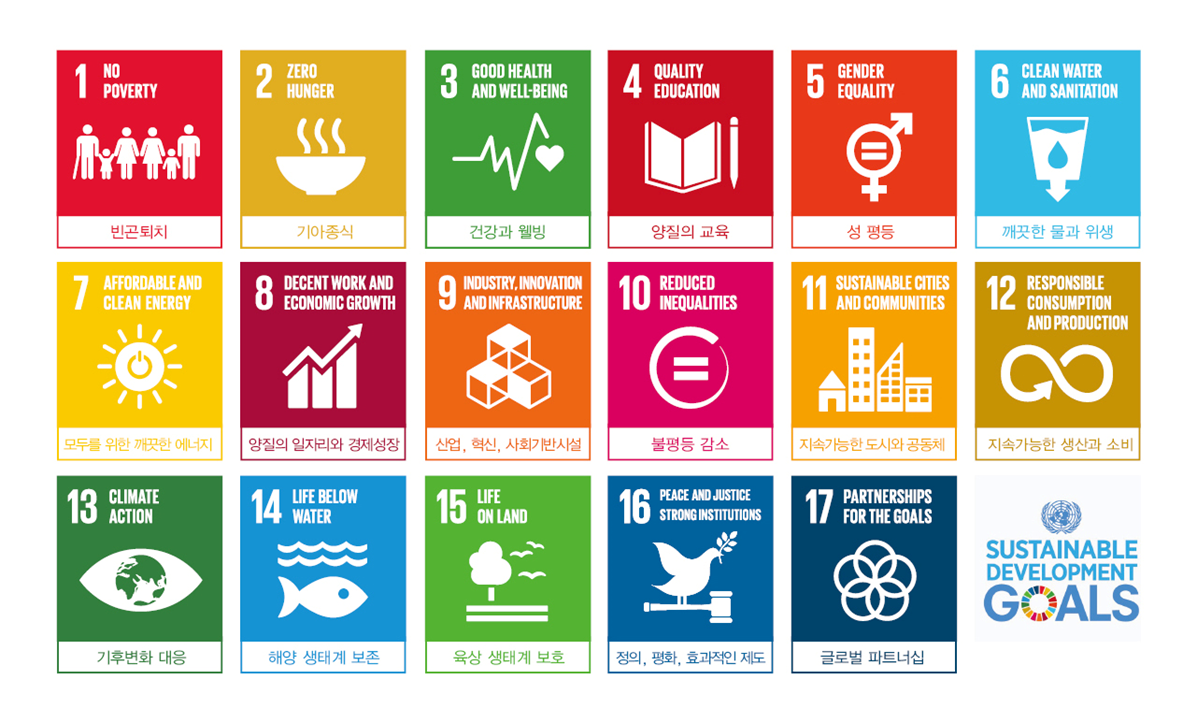 1 NO
POVERTY
빈곤퇴치
2 ZERO
HUNGER
기아종식
3 GOOD HEALTH
AND WELL-BEING
건강과 웰빙
4 QUALITY
EDUCATION
양질의 교육
5 GENDER
EQUALITY
성 평등
6 CLEAN WATER
AND SANITATION
깨끗한 물과 위생
7 AFFORDABLE AND
CLEAN ENERGY
모두를 위한 깨끗한 에너지
8 DECENT WORK AND
ECONOMIC GROWTH
양질의 일자리와 경제성장
9 INDUSTRY, INNOVATION
AND INFRASTRUCTURE
산업, 혁신, 사회기반시설
10 REDUCED
INEQUALITIES
불평등 감소
11 SUSTAINABLE CITIES
AND COMMUNITIES
지속가능한 도시와 공동체
12 RESPONSIBLE
CONSUMPTION
AND PRODUCTION
지속가능한 생산과 소비
13 CLIMATE
ACTION
기후변화 대응
14 LIFE BELOW
WATER
해양 생태계 보존
15 LIFE
ON LAND
육상 생태계 보호
16 PEACE AND JUSTICE
STRONG INSTITUTIONS
정의, 평화, 효과적인 제도
17 PARTNERSHIPS
FOR THE GOALS
글로벌 파트너십
SUSTAINABLE
DEVELOPMENT
GOALS